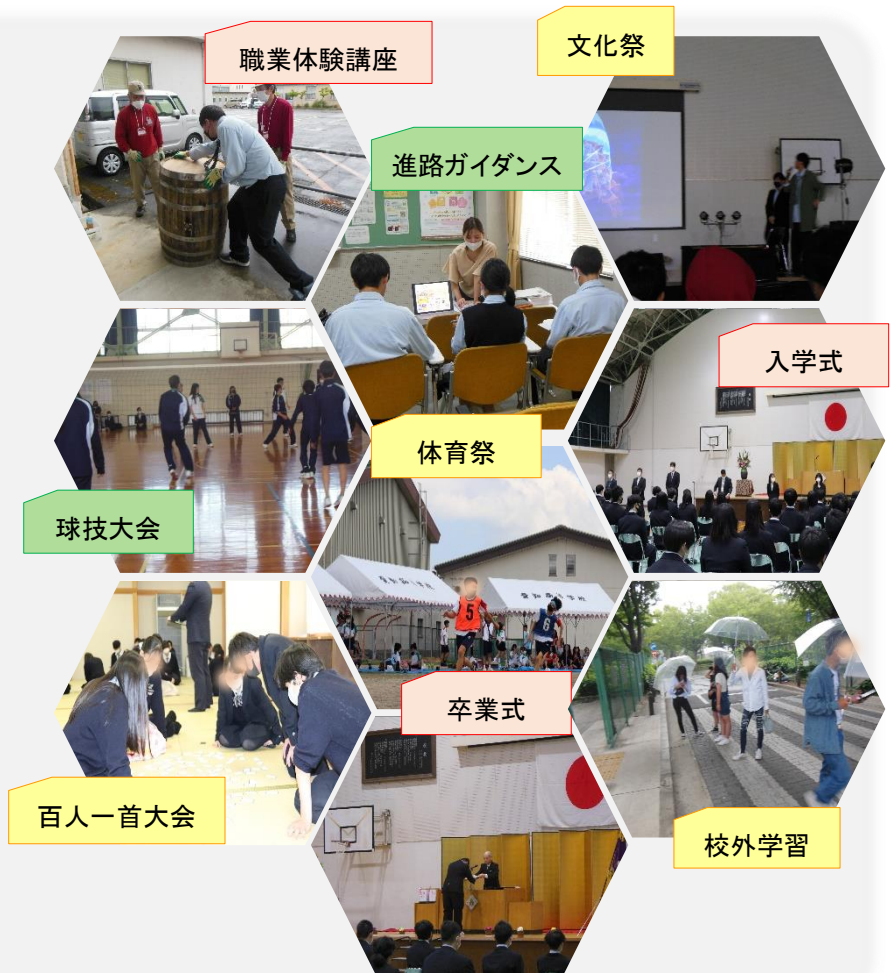 職業体験講座
文化祭
進路ガイダンス
入学式
体育祭
球技大会
5
6
卒業式
百人一首大会
校外学習